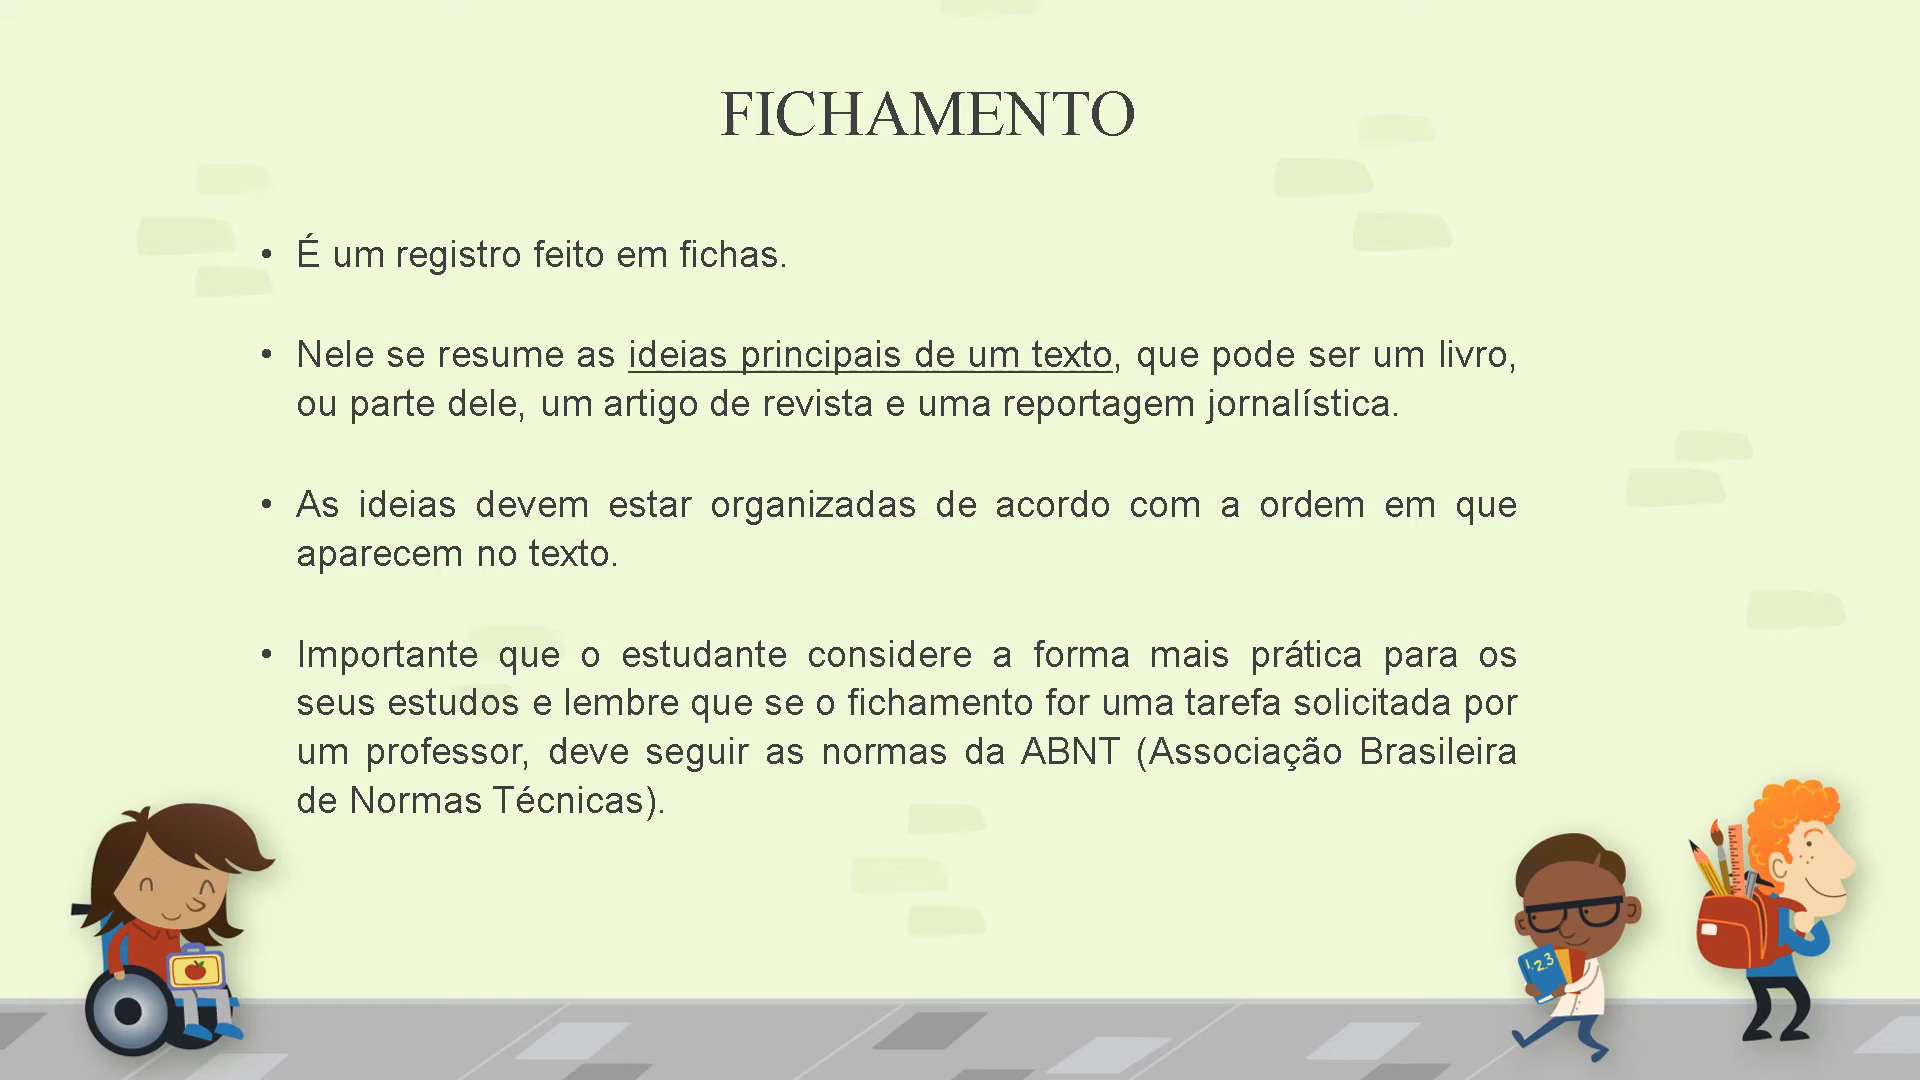 FICHAMENTO
• É um registro feito em fichas.
• Nele se resume as ideias principais de um texto, que pode ser um livro,
ou parte dele, um artigo de revista e uma reportagem jornalística.
• As ideias devem estar organizadas de acordo com a ordem em que
aparecem no texto.
• Importante que o estudante considere a forma mais prática para os
seus estudos e lembre que se o fichamento for uma tarefa solicitada por
um professor, deve seguir as normas da ABNT (Associação Brasileira
de Normas Técnicas).
1,2,3